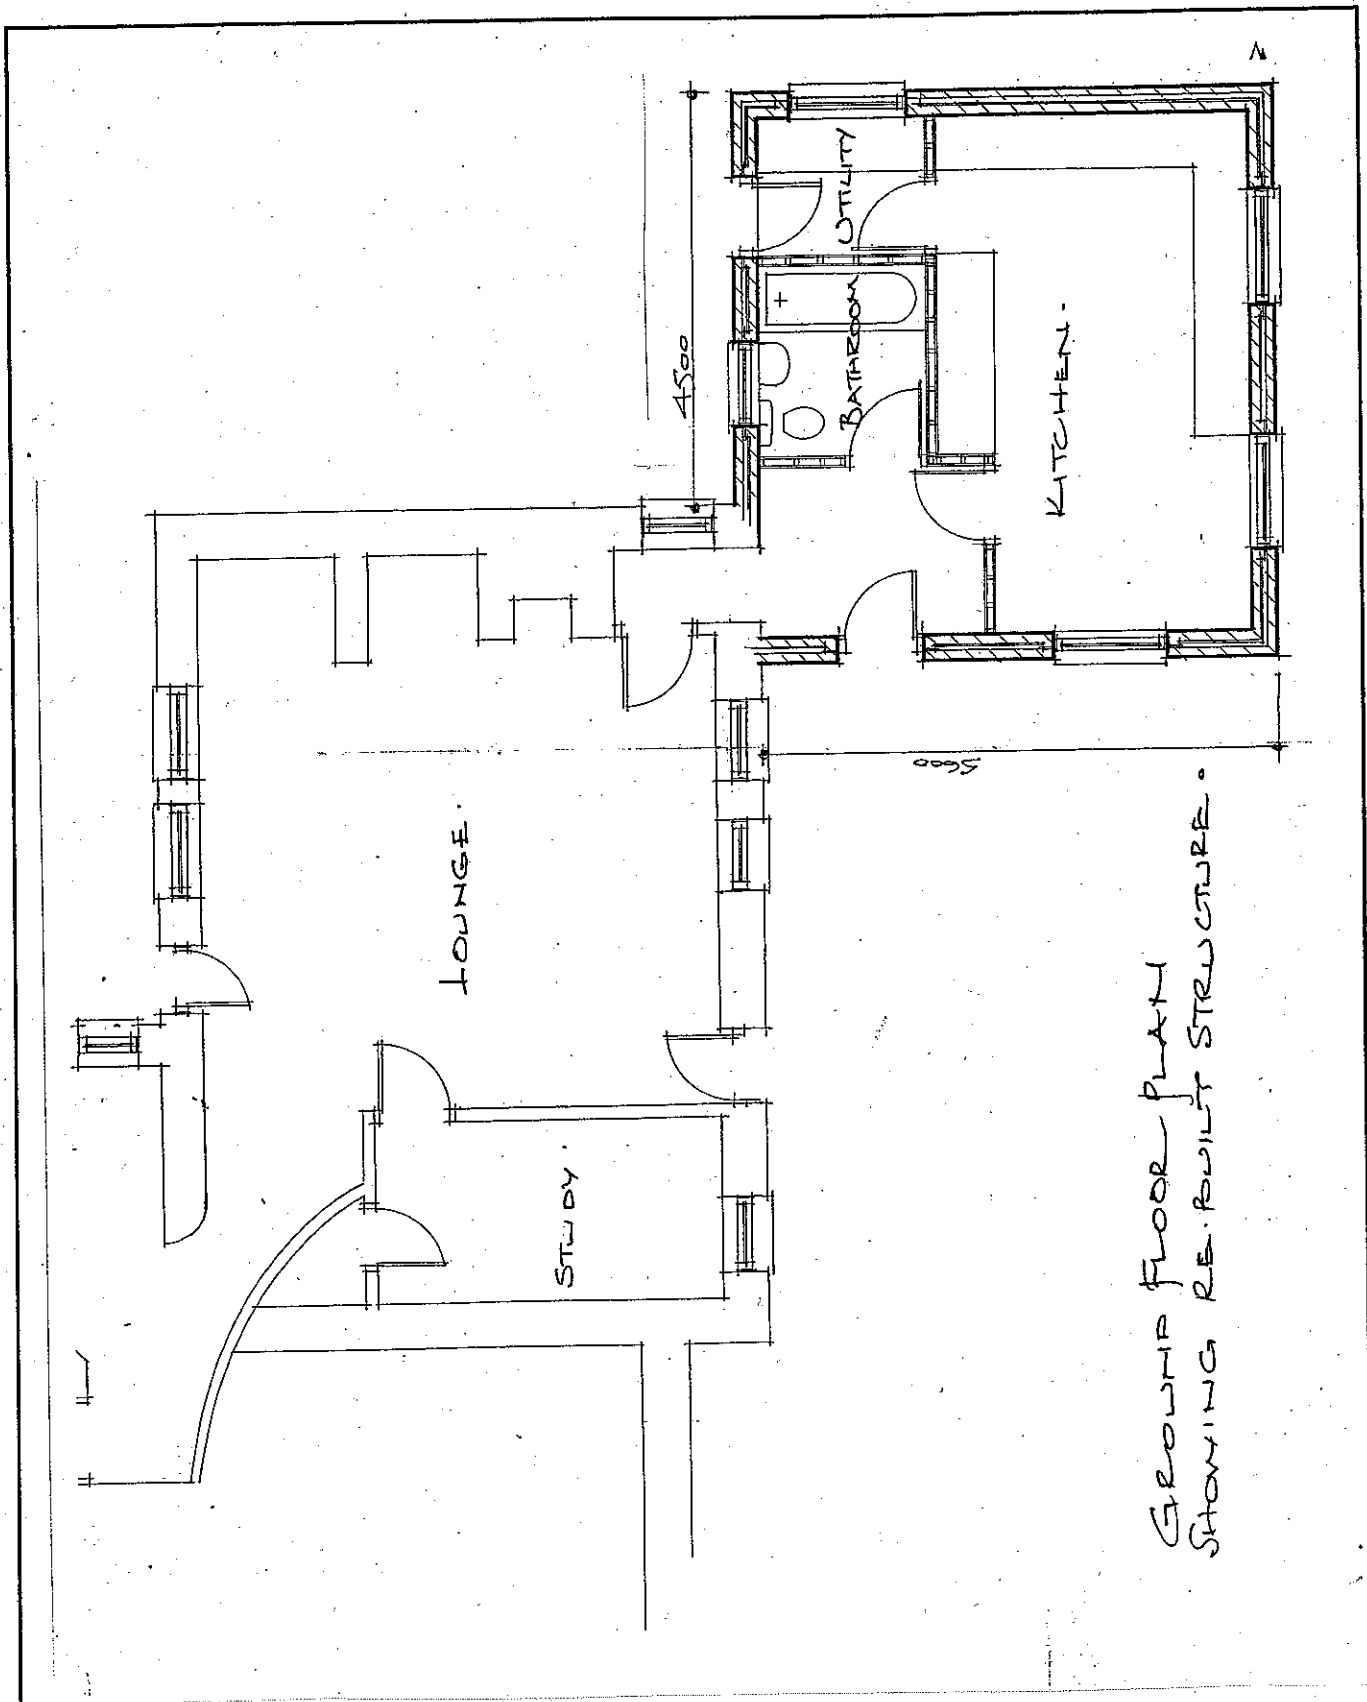 4500
UTILITY
BATHROOM
KITCHEN.
5600
LOUNGE.
STUDY.
GROUND FLOOR PLAN
SHOWING RE.BUILT STRUCTURE.